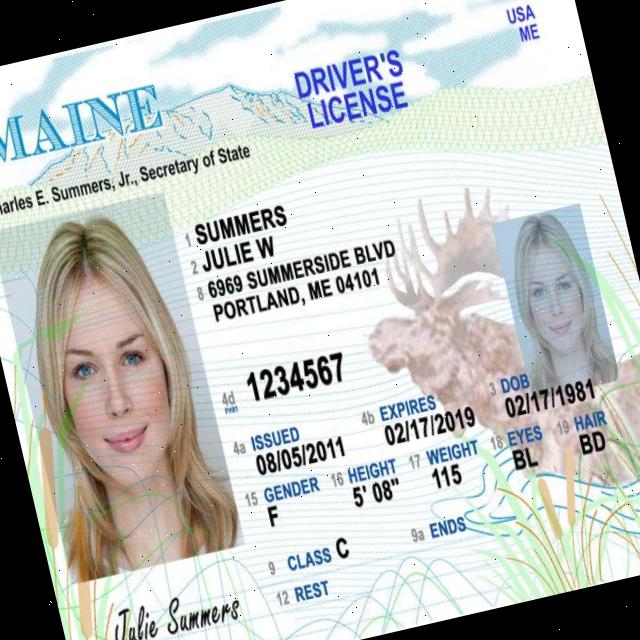 USA
ME
DRIVER'S
LICENSE
MAINE
harles E. Summers, Jr., Secretary of State
1 SUMMERS
2 JULIE W
8 6969 SUMMERSIDE BLVD
PORTLAND, ME 04101
4d 1234567
3 DOB
02/17/1981
4b EXPIRES
02/17/2019
4a ISSUED
08/05/2011
15 GENDER
F
16 HEIGHT
5' 08"
17 WEIGHT
115
18 EYES
BL
19 HAIR
BD
9 CLASS C
9a ENDS
12 REST
Julie Summers